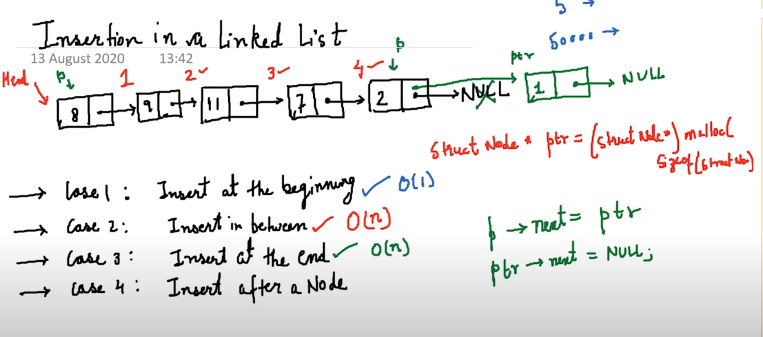 Insertion in a Linked List
5 →
50000 →
13 August 2020 13:42
Head p 1 2 3 4 p ptr
8 9 11 7 2 NULL 1 NULL
struct Node * ptr = (struct Node*) malloc(
sizeof(struct No)
→ Case 1 : Insert at the beginning ✓ O(1)
→ Case 2 : Insert in between ✓ O(n)
→ Case 3 : Insert at the end ✓ O(n)
→ Case 4 : Insert after a Node
p → next = ptr
ptr → next = NULL;